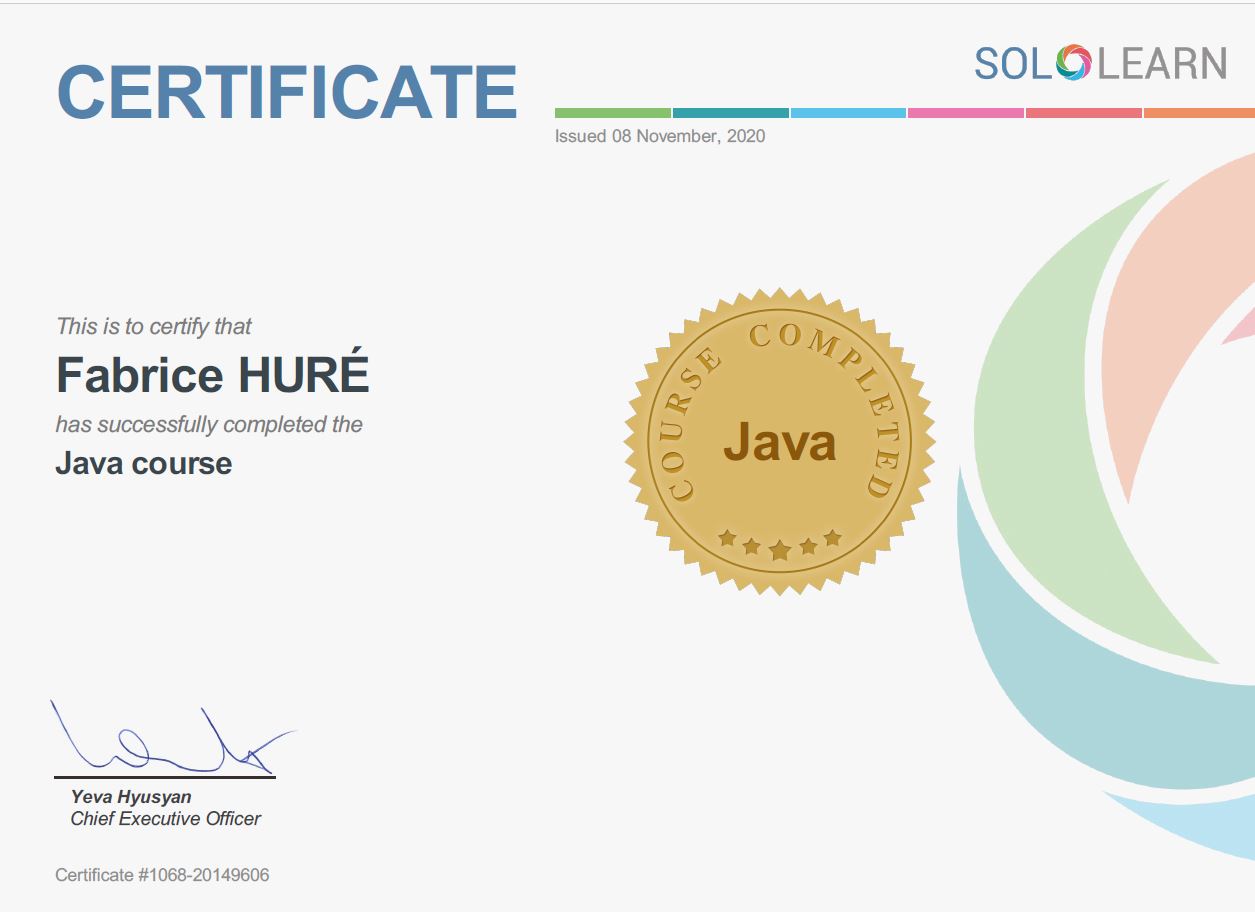 CERTIFICATE
SOLOLEARN
Issued 08 November, 2020
This is to certify that
Fabrice HURÉ
has successfully completed the
Java course
COURSE COMPLETED
Java
Yeva Hyusyan
Chief Executive Officer
Certificate #1068-20149606